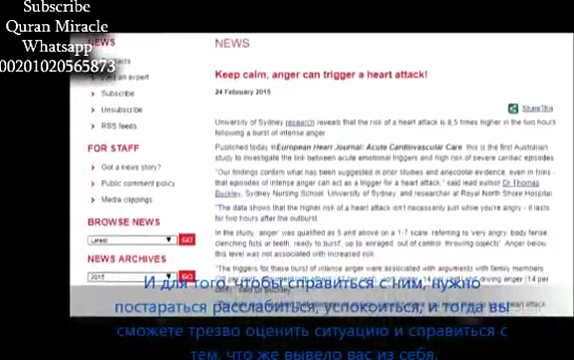 Subscribe
Quran Miracle
Whatsapp
00201020565873
NEWS
an expert
Subscribe
Unsubscribe
RSS feeds
FOR STAFF
Got a news story?
Public comment policy
Media clippings
BROWSE NEWS
Latest
GO
NEWS ARCHIVES
2015
GO
NEWS
Keep calm, anger can trigger a heart attack!
24 February 2015
ShareThis
University of Sydney research reveals that the risk of a heart attack is 8.5 times higher in the two hours
following a burst of intense anger
Published today in European Heart Journal: Acute Cardiovascular Care this is the first Australian
study to investigate the link between acute emotional triggers and high risk of severe cardiac episodes
"Our findings confirm what has been suggested in prior studies and anecdotal evidence, even in films -
that episodes of intense anger can act as a trigger for a heart attack," said lead author Dr Thomas
Buckley, Sydney Nursing School, University of Sydney, and researcher at Royal North Shore Hospital.
"The data shows that the higher risk of a heart attack isn't necessarily just while you're angry - it lasts
for two hours after the outburst.
In the study, 'anger' was qualified as 5 and above on a 1-7 scale, referring to 'very angry, body tense,
clenching fists or teeth, ready to burst', up to 'enraged, out of control, throwing objects'. Anger below
this level was not associated with increased risk.
"The triggers for these burst of intense anger were associated with arguments with family members
И для того, чтобы справиться с ним, нужно
постараться расслабиться, успокоиться, и тогда вы
сможете трезво оценить ситуацию и справиться с
тем, что же вывело вас из себя.